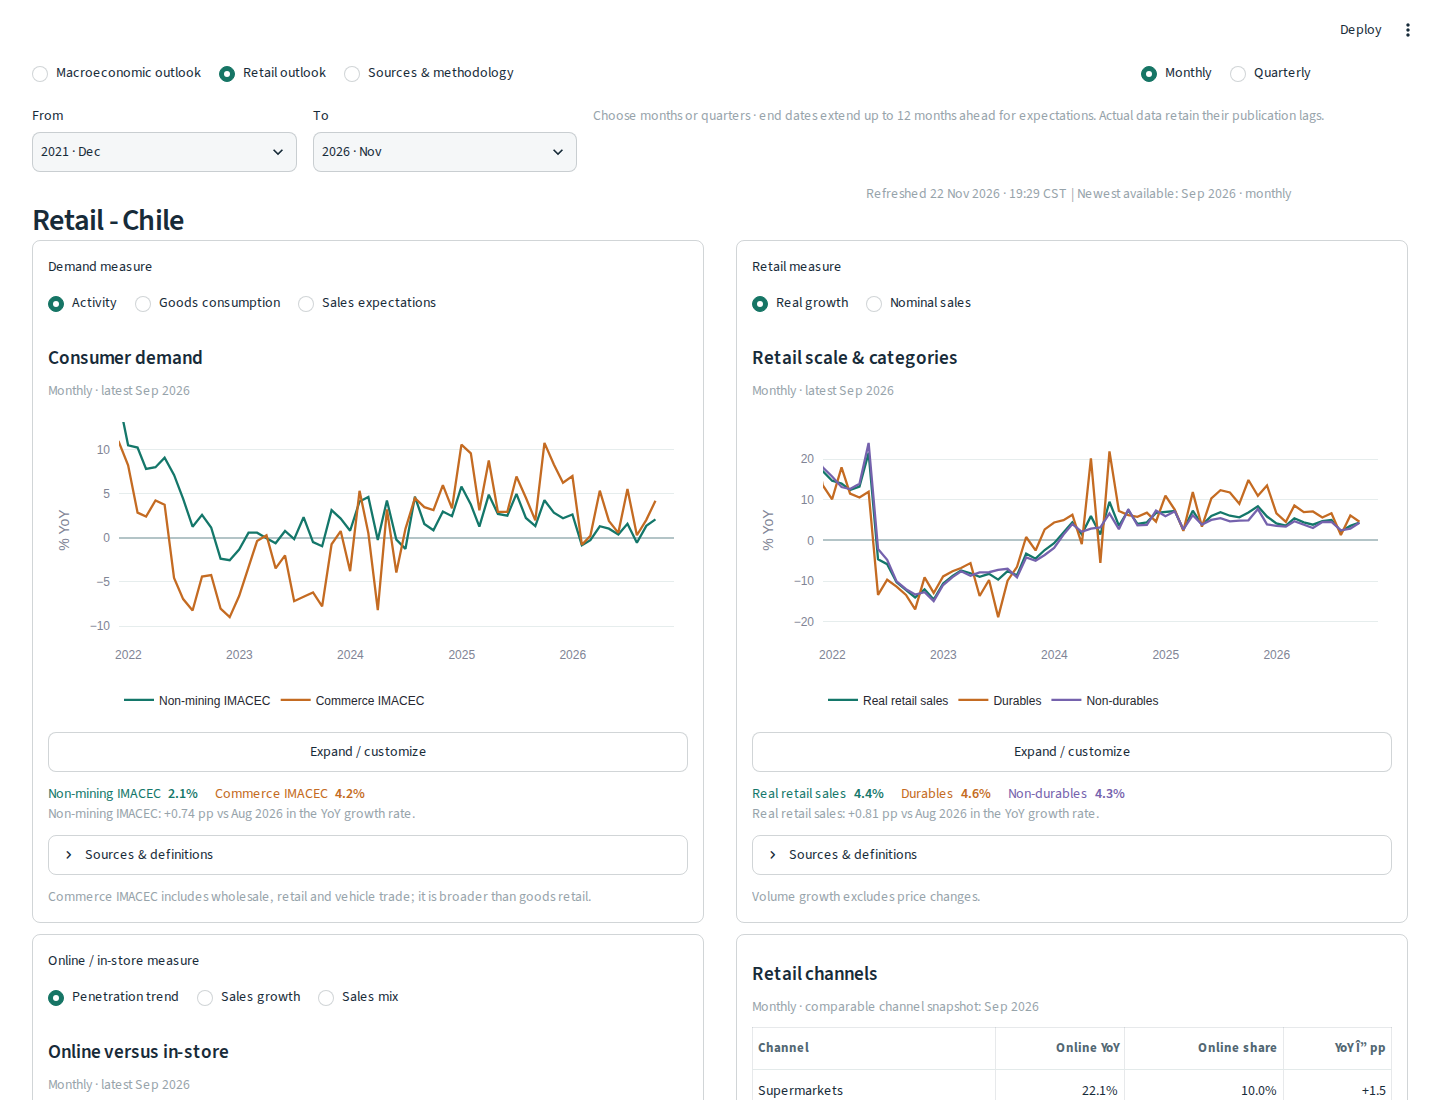 Deploy
Macroeconomic outlook Retail outlook Sources & methodology Monthly Quarterly
From To Choose months or quarters · end dates extend up to 12 months ahead for expectations. Actual data retain their publication lags.
2021 · Dec 2026 · Nov
Refreshed 22 Nov 2026 · 19:29 CST | Newest available: Sep 2026 · monthly
Retail - Chile
Demand measure
Activity Goods consumption Sales expectations
Consumer demand
Monthly · latest Sep 2026
% YoY
10
5
0
−5
−10
2022 2023 2024 2025 2026
Non-mining IMACEC Commerce IMACEC
Expand / customize
Non-mining IMACEC 2.1% Commerce IMACEC 4.2%
Non-mining IMACEC: +0.74 pp vs Aug 2026 in the YoY growth rate.
Sources & definitions
Commerce IMACEC includes wholesale, retail and vehicle trade; it is broader than goods retail.
Retail measure
Real growth Nominal sales
Retail scale & categories
Monthly · latest Sep 2026
% YoY
20
10
0
−10
−20
2022 2023 2024 2025 2026
Real retail sales Durables Non-durables
Expand / customize
Real retail sales 4.4% Durables 4.6% Non-durables 4.3%
Real retail sales: +0.81 pp vs Aug 2026 in the YoY growth rate.
Sources & definitions
Volume growth excludes price changes.
Online / in-store measure
Penetration trend Sales growth Sales mix
Online versus in-store
Monthly · latest Sep 2026
Retail channels
Monthly · comparable channel snapshot: Sep 2026
Channel Online YoY Online share YoY Î” pp
Supermarkets 22.1% 10.0% +1.5